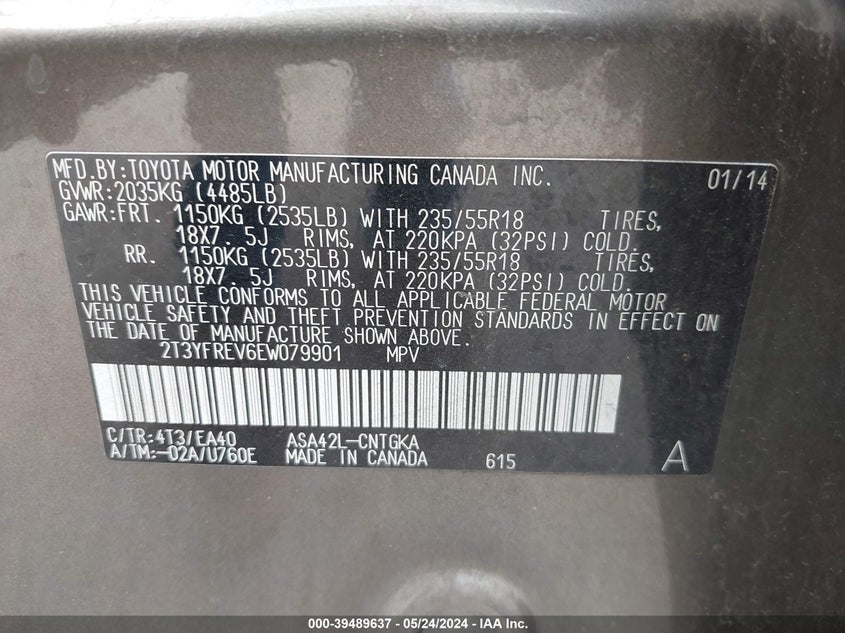 MFD.BY:TOYOTA MOTOR MANUFACTURING CANADA INC. 01/14
GVWR:2035KG (4485LB)
GAWR:FRT. 1150KG (2535LB) WITH 235/55R18 TIRES,
18X7. 5J RIMS, AT 220KPA (32PSI) COLD.
RR. 1150KG (2535LB) WITH 235/55R18 TIRES,
18X7. 5J RIMS, AT 220KPA (32PSI) COLD.
THIS VEHICLE CONFORMS TO ALL APPLICABLE FEDERAL MOTOR
VEHICLE SAFETY AND THEFT PREVENTION STANDARDS IN EFFECT ON
THE DATE OF MANUFACTURE SHOWN ABOVE.
2T3YFREV6EW079901 MPV
C/TR:4T3/EA40 ASA42L-CNTGKA
A/TM:-02A/U760E MADE IN CANADA 615 A
000-39489637 - 05/24/2024 - IAA Inc.